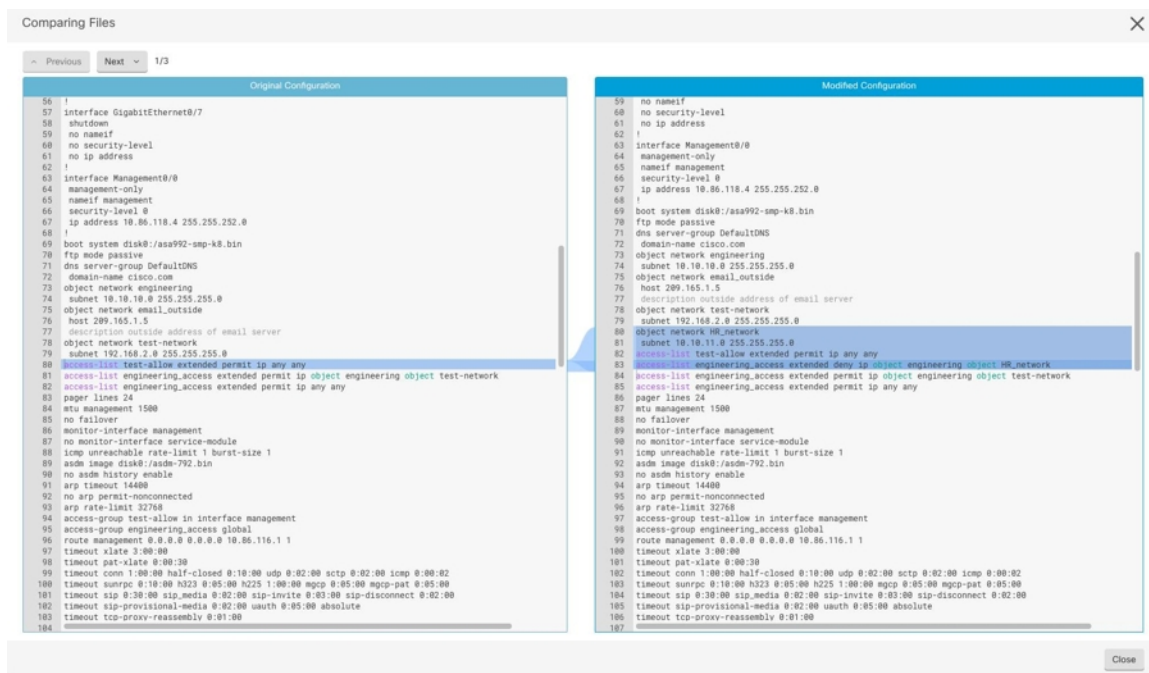 Comparing Files
Previous
Next
1/3
Original Configuration
56 !
57 interface GigabitEthernet0/7
58 shutdown
59 no nameif
60 no security-level
61 no ip address
62 !
63 interface Management0/0
64 management-only
65 nameif management
66 security-level 0
67 ip address 10.86.118.4 255.255.252.0
68 !
69 boot system disk0:/asa992-smp-k8.bin
70 ftp mode passive
71 dns server-group DefaultDNS
72 domain-name cisco.com
73 object network engineering
74 subnet 10.10.10.0 255.255.255.0
75 object network email_outside
76 host 209.165.1.5
77 description outside address of email server
78 object network test-network
79 subnet 192.168.2.0 255.255.255.0
80 access-list test-allow extended permit ip any any
81 access-list engineering_access extended permit ip object engineering object test-network
82 access-list engineering_access extended permit ip any any
83 pager lines 24
84 mtu management 1500
85 no failover
86 monitor-interface management
87 no monitor-interface service-module
88 icmp unreachable rate-limit 1 burst-size 1
89 asdm image disk0:/asdm-792.bin
90 no asdm history enable
91 arp timeout 14400
92 no arp permit-nonconnected
93 arp rate-limit 32768
94 access-group test-allow in interface management
95 access-group engineering_access global
96 route management 0.0.0.0 0.0.0.0 10.86.116.1 1
97 timeout xlate 3:00:00
98 timeout pat-xlate 0:00:30
99 timeout conn 1:00:00 half-closed 0:10:00 udp 0:02:00 sctp 0:02:00 icmp 0:00:02
100 timeout sunrpc 0:10:00 h323 0:05:00 h225 1:00:00 mgcp 0:05:00 mgcp-pat 0:05:00
101 timeout sip 0:30:00 sip_media 0:02:00 sip-invite 0:03:00 sip-disconnect 0:02:00
102 timeout sip-provisional-media 0:02:00 uauth 0:05:00 absolute
103 timeout tcp-proxy-reassembly 0:01:00
104
Modified Configuration
59 no nameif
60 no security-level
61 no ip address
62 !
63 interface Management0/0
64 management-only
65 nameif management
66 security-level 0
67 ip address 10.86.118.4 255.255.252.0
68 !
69 boot system disk0:/asa992-smp-k8.bin
70 ftp mode passive
71 dns server-group DefaultDNS
72 domain-name cisco.com
73 object network engineering
74 subnet 10.10.10.0 255.255.255.0
75 object network email_outside
76 host 209.165.1.5
77 description outside address of email server
78 object network test-network
79 subnet 192.168.2.0 255.255.255.0
80 object network HR_network
81 subnet 10.10.11.0 255.255.255.0
82 access-list test-allow extended permit ip any any
83 access-list engineering_access extended deny ip object engineering object HR_network
84 access-list engineering_access extended permit ip object engineering object test-network
85 access-list engineering_access extended permit ip any any
86 pager lines 24
87 mtu management 1500
88 no failover
89 monitor-interface management
90 no monitor-interface service-module
91 icmp unreachable rate-limit 1 burst-size 1
92 asdm image disk0:/asdm-792.bin
93 no asdm history enable
94 arp timeout 14400
95 no arp permit-nonconnected
96 arp rate-limit 32768
97 access-group test-allow in interface management
98 access-group engineering_access global
99 route management 0.0.0.0 0.0.0.0 10.86.116.1 1
100 timeout xlate 3:00:00
101 timeout pat-xlate 0:00:30
102 timeout conn 1:00:00 half-closed 0:10:00 udp 0:02:00 sctp 0:02:00 icmp 0:00:02
103 timeout sunrpc 0:10:00 h323 0:05:00 h225 1:00:00 mgcp 0:05:00 mgcp-pat 0:05:00
104 timeout sip 0:30:00 sip_media 0:02:00 sip-invite 0:03:00 sip-disconnect 0:02:00
105 timeout sip-provisional-media 0:02:00 uauth 0:05:00 absolute
106 timeout tcp-proxy-reassembly 0:01:00
107
Close